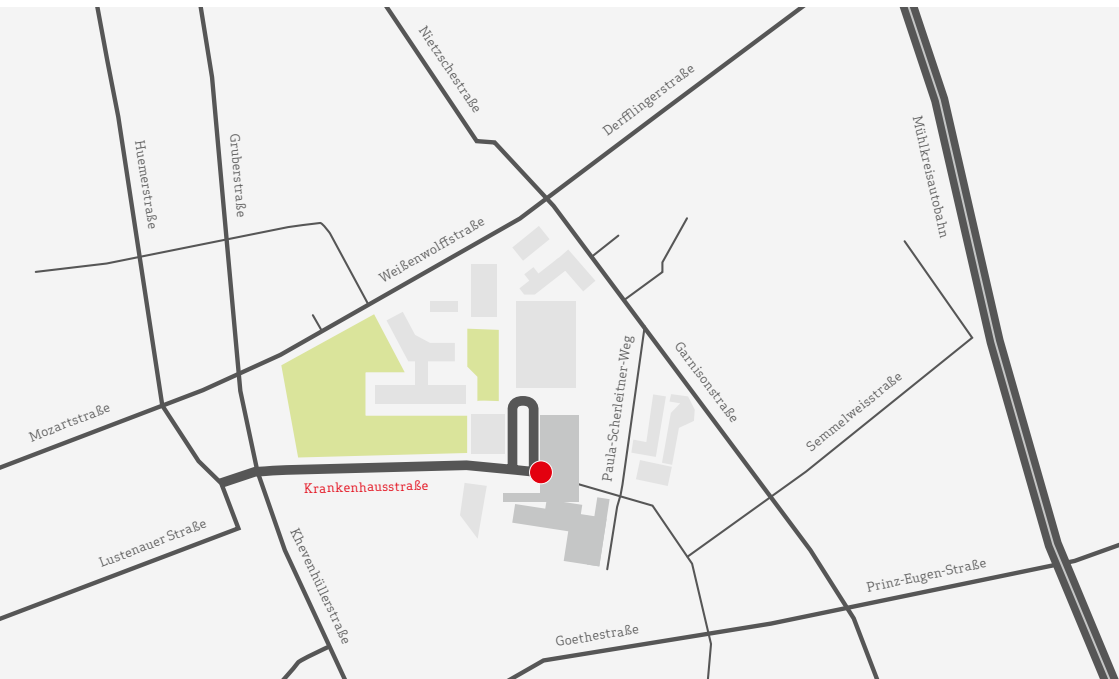 Nietzschestraße
Derfflingerstraße
Mühlkreisautobahn
Huemerstraße
Gruberstraße
Weißenwolffstraße
Paula-Scherleitner-Weg
Garnisonstraße
Semmelweisstraße
Mozartstraße
Krankenhausstraße
Lustenauer Straße
Khevenhüllerstraße
Prinz-Eugen-Straße
Goethestraße